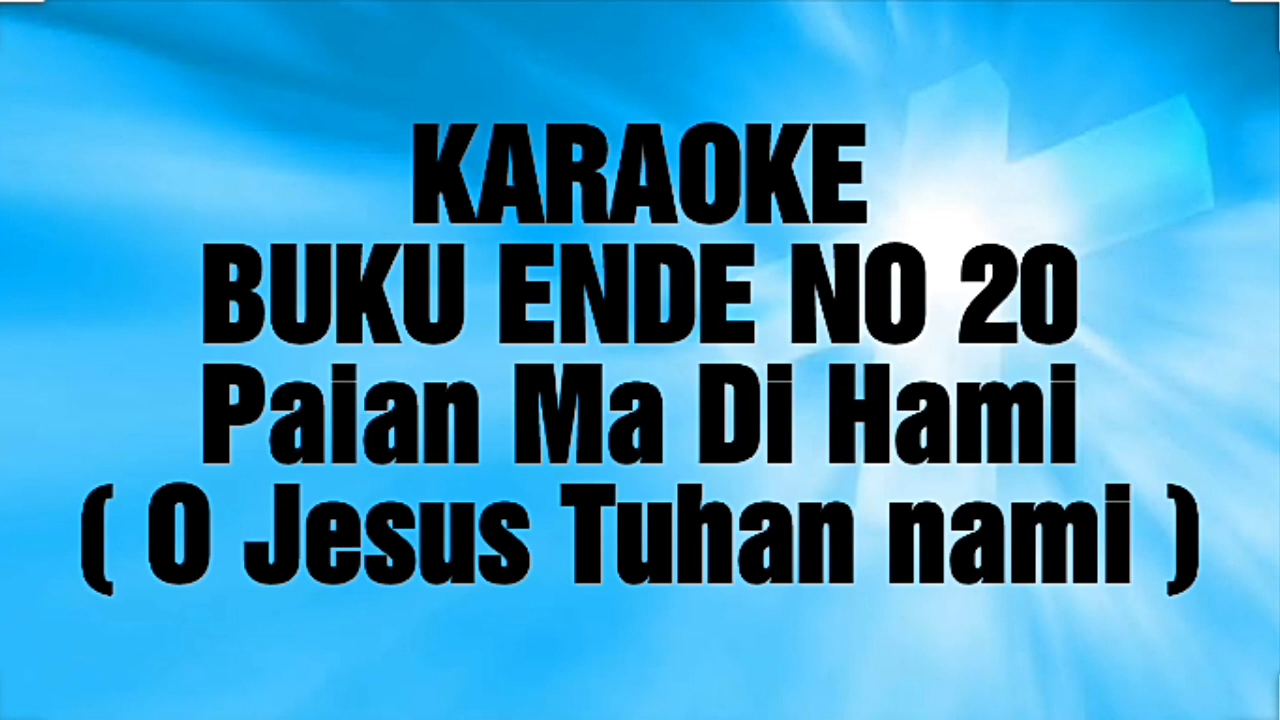 KARAOKE
BUKU ENDE NO 20
Paian Ma Di Hami
( O Jesus Tuhan nami )